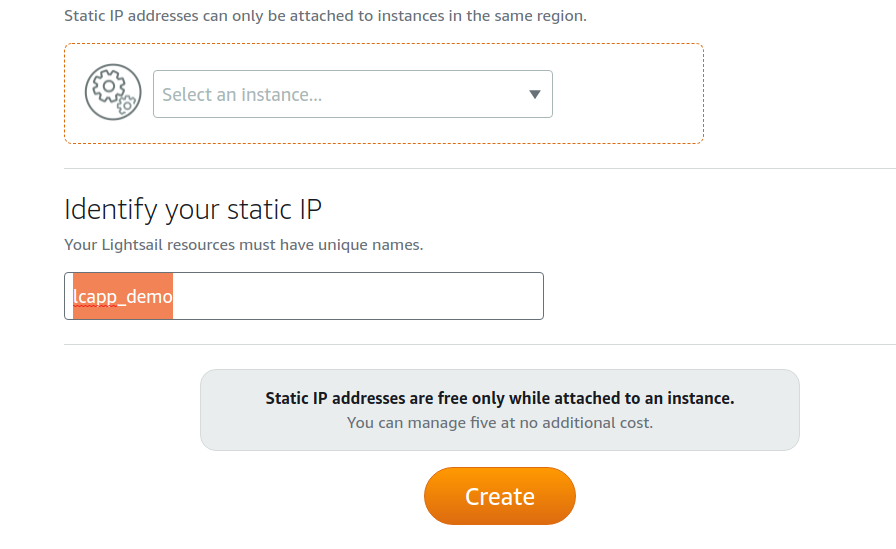 Static IP addresses can only be attached to instances in the same region.
Select an instance...
Identify your static IP
Your Lightsail resources must have unique names.
lcapp_demo
Static IP addresses are free only while attached to an instance.
You can manage five at no additional cost.
Create